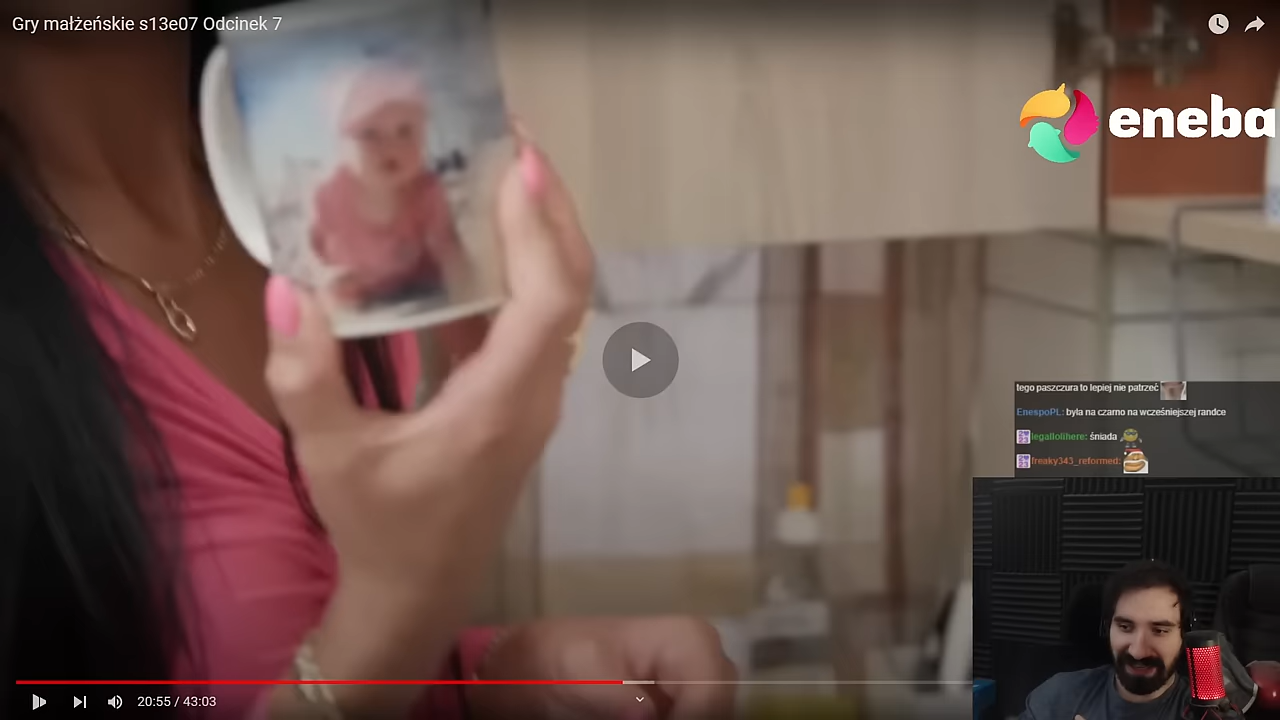 Gry małżeńskie s13e07 Odcinek 7
eneba
tego paszczura to lepiej nie patrzeć
EnespoPL: była na czarno na wcześniejszej randce
legallolihere: śniada
freaky343_reformed:
20:55 / 43:03